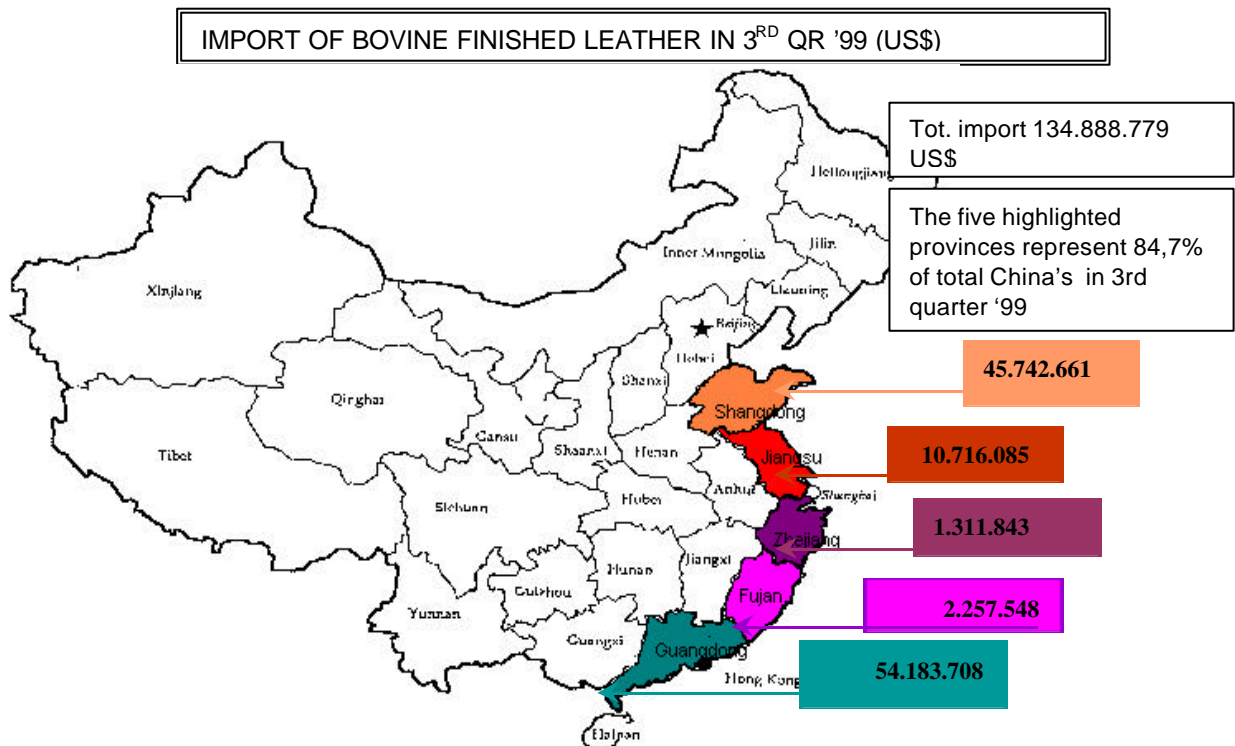 IMPORT OF BOVINE FINISHED LEATHER IN 3RD QR '99 (US$)
Tot. import 134.888.779
US$
The five highlighted
provinces represent 84,7%
of total China's in 3rd
quarter '99
Heilongjiang
Jilin
Inner Mongolia
Liaoning
Xinjiang
Beijing
Hebei
45.742.661
Shanxi
Qinghai
Shangdong
Gansu
Shaanxi
Henan
Jiangsu
10.716.085
Tibet
Anhui
Shanghai
Hubei
Sichuan
1.311.843
Zhejiang
Hunan
Jiangxi
Guizhou
Fujan
2.257.548
Yunnan
Guangxi
Guangdong
54.183.708
Hong Kong
Hainan